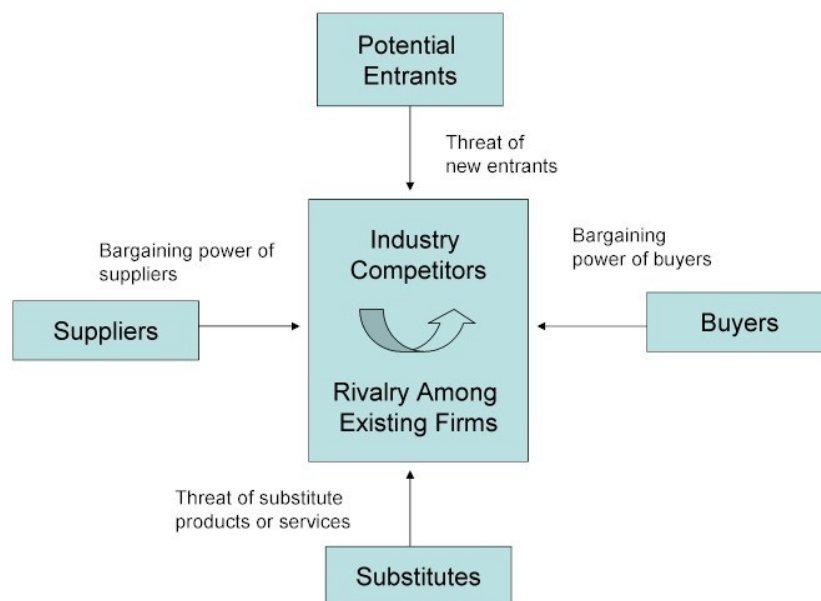 Potential
Entrants
Threat of
new entrants
Bargaining power of
suppliers
Industry
Competitors
Bargaining
power of buyers
Suppliers
Buyers
Rivalry Among
Existing Firms
Threat of substitute
products or services
Substitutes